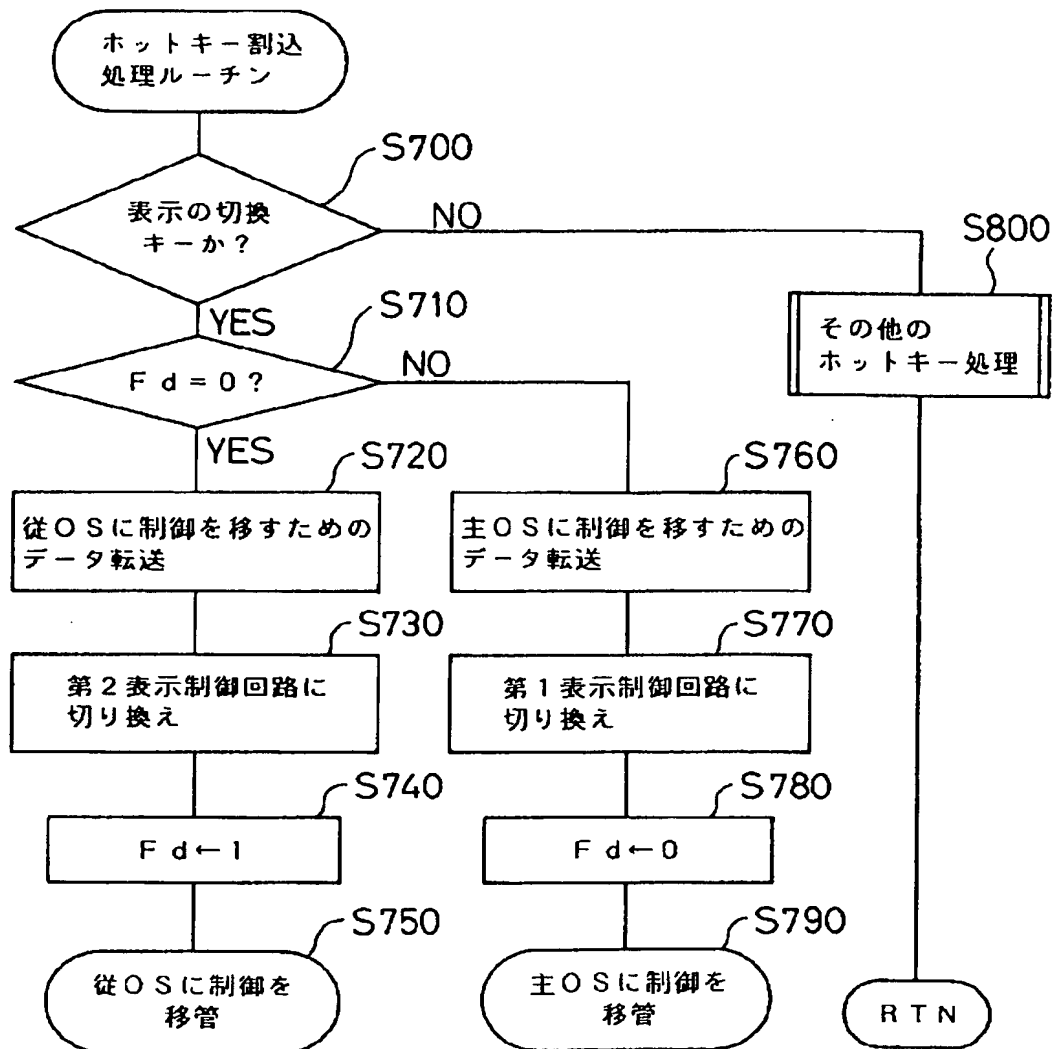 ホットキー割込
処理ルーチン
S700
表示の切換
キーか?
NO
YES
S800
その他の
ホットキー処理
S710
Fd=0?
NO
YES
S720
従OSに制御を移すための
データ転送
S760
主OSに制御を移すための
データ転送
S730
第2表示制御回路に
切り換え
S770
第1表示制御回路に
切り換え
S740
Fd←1
S780
Fd←0
S750
従OSに制御を
移管
S790
主OSに制御を
移管
RTN